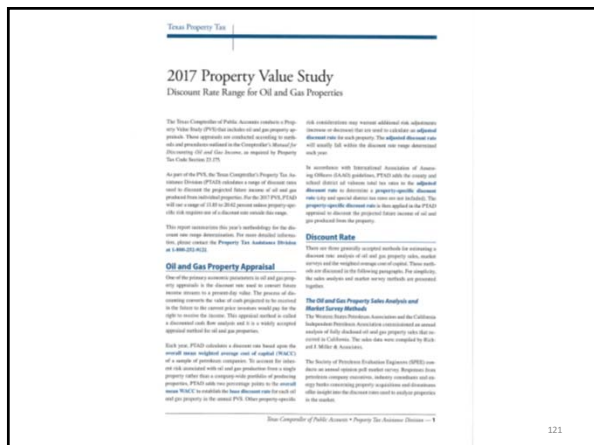 Texas Property Tax
2017 Property Value Study
Discount Rate Range for Oil and Gas Properties
The Texas Comptroller of Public Accounts conducts a Prop-
erty Value Study (PVS) that includes oil and gas property ap-
praisals. These appraisals are conducted according to meth-
ods and procedures outlined in the Comptroller's Manual for
Discounting Oil and Gas Income, as required by Property
Tax Code Section 23.175.
As part of the PVS, the Texas Comptroller's Property Tax As-
sistance Division (PTAD) calculates a range of discount rates
used to discount the projected future income of oil and gas
produced from individual properties. For the 2017 PVS, PTAD
will use a range of to percent unless property-spe-
cific risk requires use of a discount rate outside this range.
This report summarizes this year's methodology for the dis-
count rate range determination. For more detailed informa-
tion, please contact the Property Tax Assistance Division
at
Oil and Gas Property Appraisal
One of the primary economic parameters in oil and gas prop-
erty appraisals is the discount rate used to convert future
income streams to a present-day value. The process of dis-
counting converts the value of cash projected to be received
in the future to the current price investors would pay for the
right to receive the income. This appraisal method is called
a discounted cash flow analysis and it is a widely accepted
appraisal method for oil and gas properties.
Each year, PTAD calculates a discount rate based upon the
overall mean weighted average cost of capital (WACC)
of a sample of petroleum companies. To account for inher-
ent risk associated with oil and gas production from a single
property rather than a company-wide portfolio of producing
properties, PTAD adds two percentage points to the overall
mean WACC to establish the base discount rate for each oil
and gas property in the annual PVS. Other property-specific
risk considerations may warrant additional risk adjustments
(increase or decrease) that are used to calculate an adjusted
discount rate for each property. The adjusted discount rate
will usually fall within the discount rate range determined
each year.
In accordance with International Association of Assess-
ing Officers (IAAO) guidelines, PTAD adds the county and
school district ad valorem total tax rates to the adjusted
discount rate to determine a property-specific discount
rate (city and special district tax rates are not included). The
property-specific discount rate is then applied in the PTAD
appraisal to discount the projected future income of oil and
gas produced from the property.
Discount Rate
There are three generally accepted methods for estimating a
discount rate: analysis of oil and gas property sales, market
surveys and the weighted average cost of capital. These meth-
ods are discussed in the following paragraphs. For simplicity,
the sales analysis and market survey methods are presented
together.
The Oil and Gas Property Sales Analysis and
Market Survey Methods
The Western States Petroleum Association and the California
Independent Petroleum Association commissioned an annual
analysis of fully disclosed oil and gas property sales that oc-
curred in California. The sales data were compiled by Rich-
ard J. Miller & Associates.
The Society of Petroleum Evaluation Engineers (SPEE) con-
ducts an annual opinion poll market survey. Responses from
petroleum company executives, industry consultants and en-
ergy banks concerning property acquisitions and divestitures
offer insight into the discount rates used to analyze properties
in the market.
Texas Comptroller of Public Accounts • Property Tax Assistance Division — 1
121